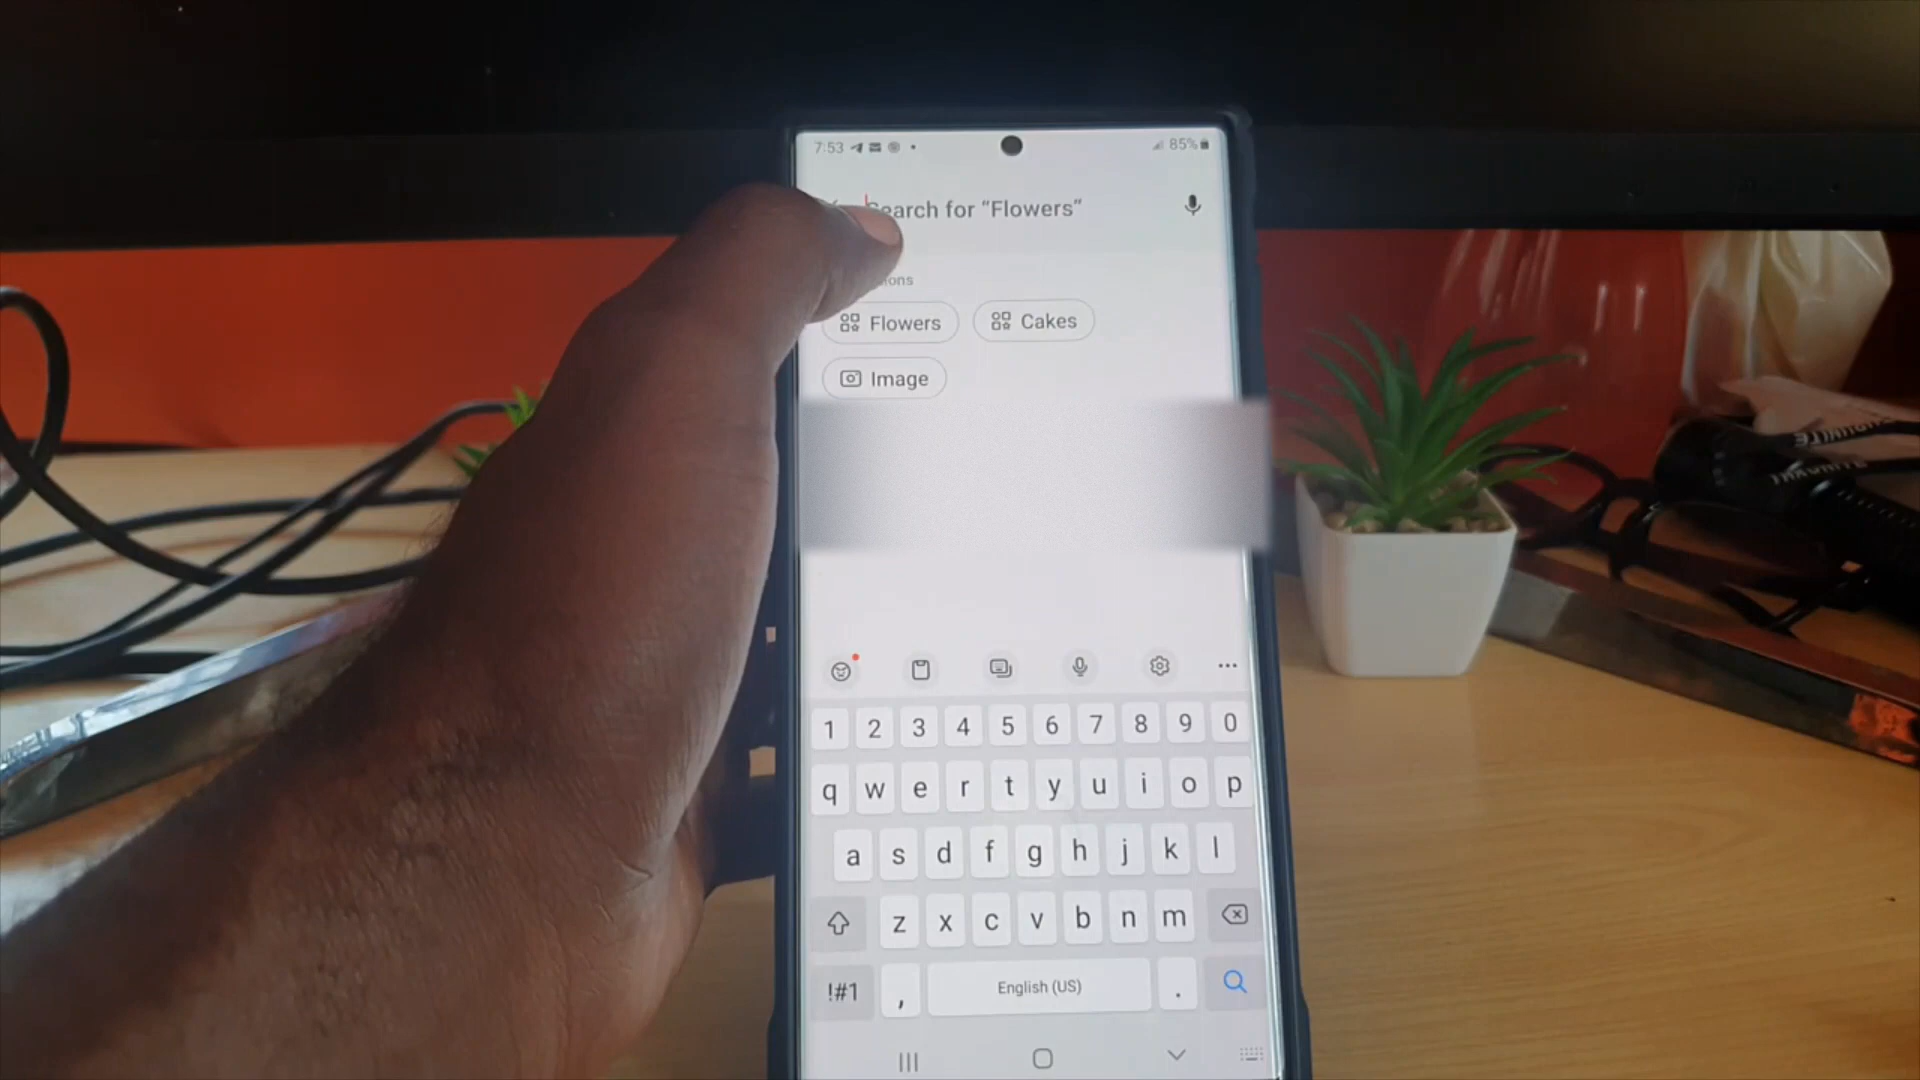 7:53 85%
Search for “Flowers”
Flowers Cakes
Image
1 2 3 4 5 6 7 8 9 0
q w e r t y u i o p
a s d f g h j k l
z x c v b n m
!#1 , English (US) .